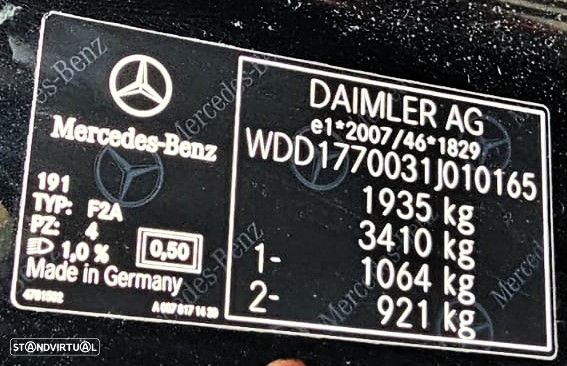 Mercedes-Benz
191
TYP: F2A
PZ: 4
1,0 %
0,50
Made in Germany
4781502
DAIMLER AG
e1*2007/46*1829
WDD1770031J010165
1935 kg
3410 kg
1- 1064 kg
2- 921 kg
STANDVIRTUAL